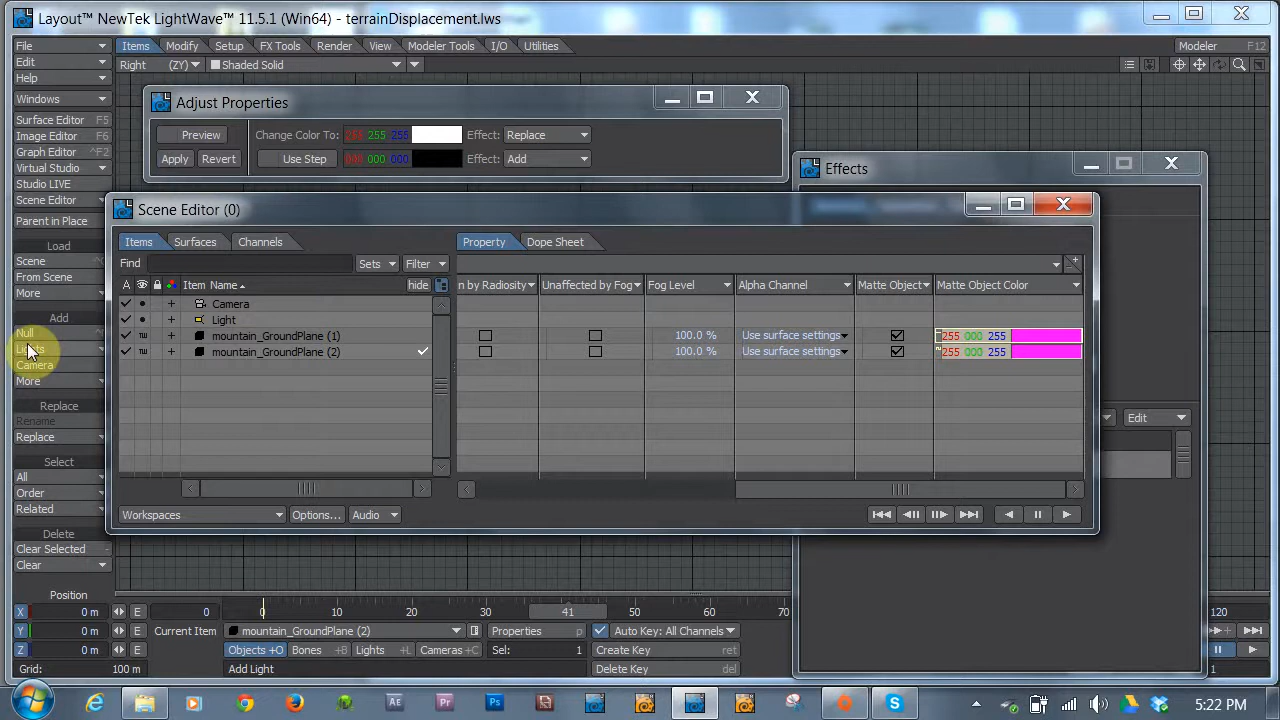 Layout™ NewTek LightWave™ 11.5.1 (Win64) - terrainDisplacement.lws
File
Items Modify Setup FX Tools Render View Modeler Tools I/O Utilities
Modeler F12
Edit
Right (ZY) Shaded Solid
Help
Windows
Adjust Properties
Surface Editor F5
Image Editor F6
Graph Editor ^F2
Virtual Studio
Studio LIVE
Scene Editor
Parent in Place
Preview Change Color To: 255 255 255 Effect: Replace
Apply Revert Use Step 000 000 000 Effect: Add
Effects
Edit
Load
Scene
From Scene
More
Add
Null
Lights
Camera
More
Replace
Rename
Replace
Select
All
Order
Related
Delete
Clear Selected
Clear
Scene Editor (0)
Items Surfaces Channels Property Dope Sheet
Find Sets Filter
A Item Name hide n by Radiosity Unaffected by Fog Fog Level Alpha Channel Matte Object Matte Object Color
Camera
Light
mountain_GroundPlane (1) 100.0 % Use surface settings 255 000 255
mountain_GroundPlane (2) 100.0 % Use surface settings 255 000 255
Workspaces Options... Audio
Position
X 0 m E 0 0 10 20 30 41 50 60 70 120
Y 0 m E Current Item mountain_GroundPlane (2) Properties p Auto Key: All Channels
Z 0 m E Objects +O Bones +B Lights +L Cameras +C Sel: 1 Create Key ret
Grid: 100 m Add Light Delete Key del 1
5:22 PM